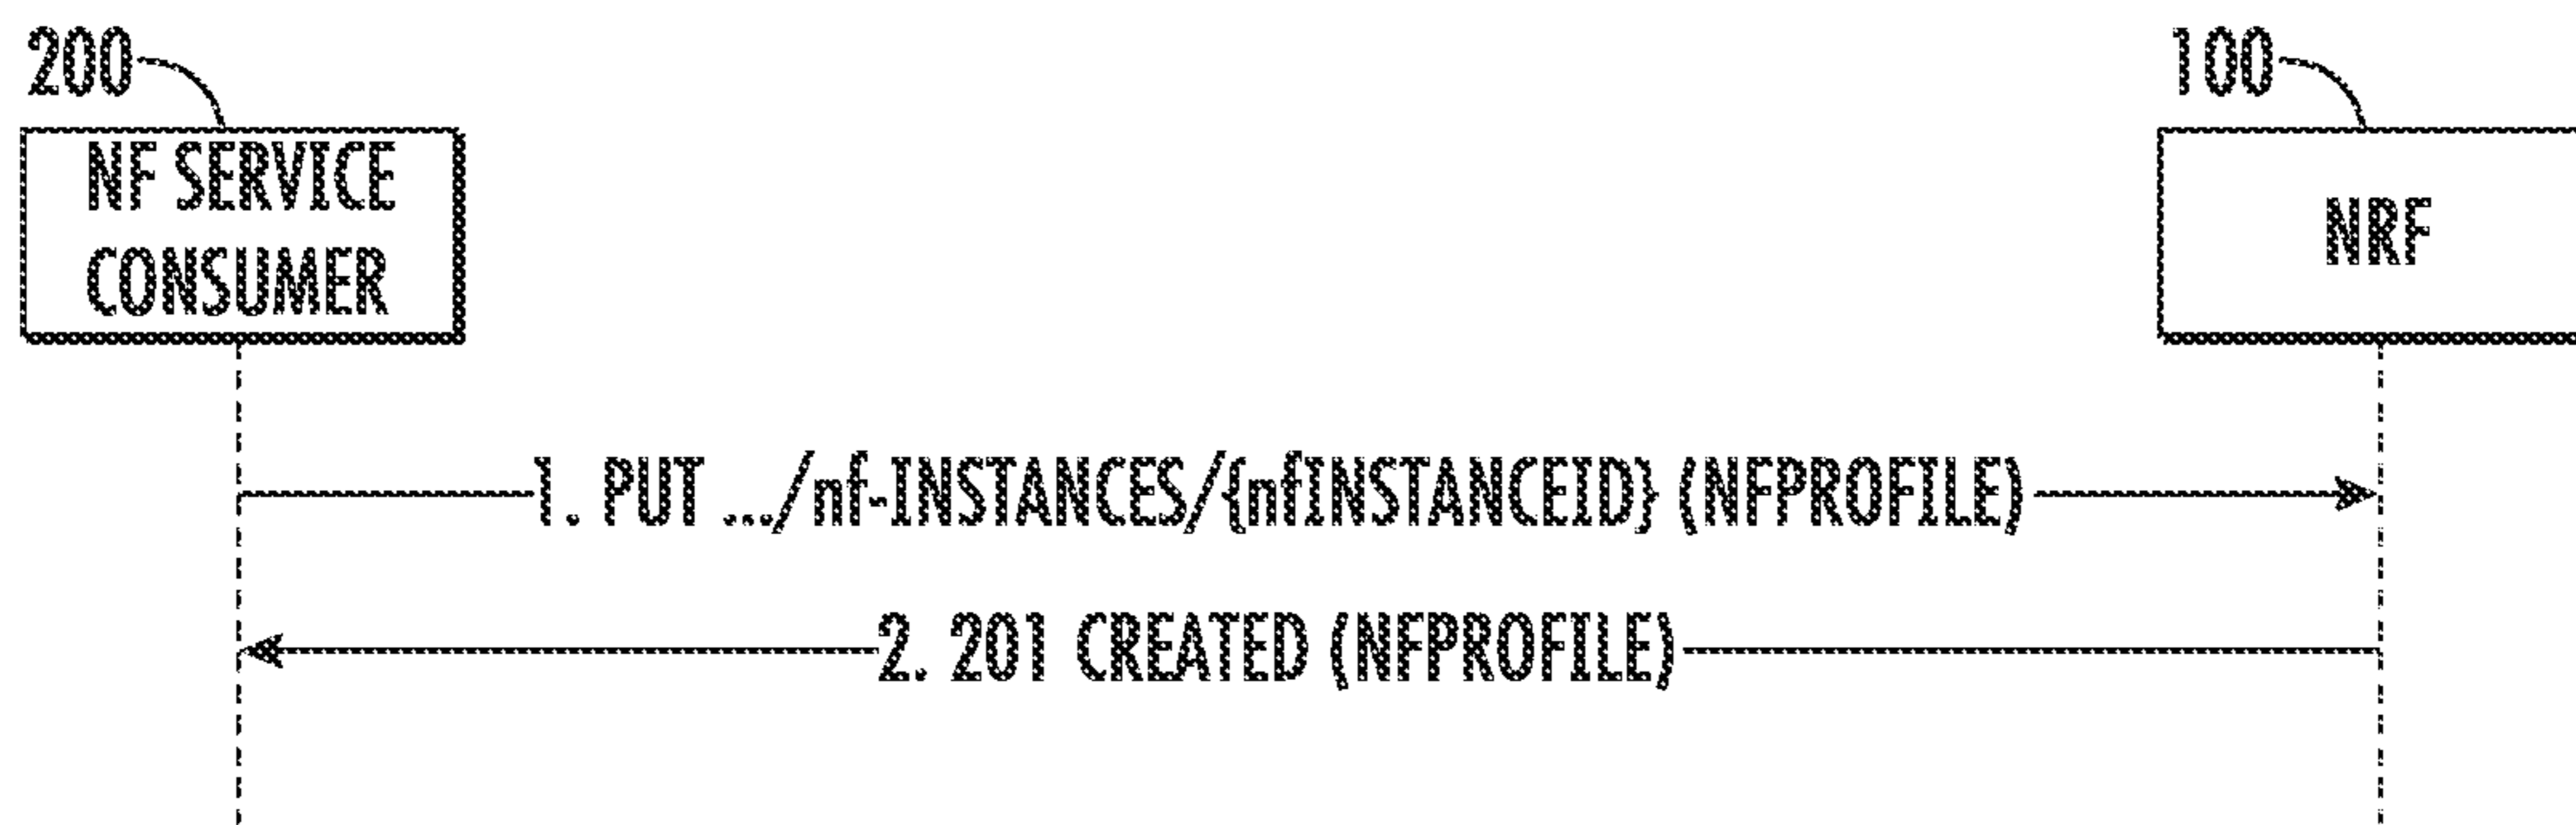 200
100
NF SERVICE
CONSUMER
NRF
1. PUT .../nf-INSTANCES/{nfINSTANCEID} (NFPROFILE)
2. 201 CREATED (NFPROFILE)